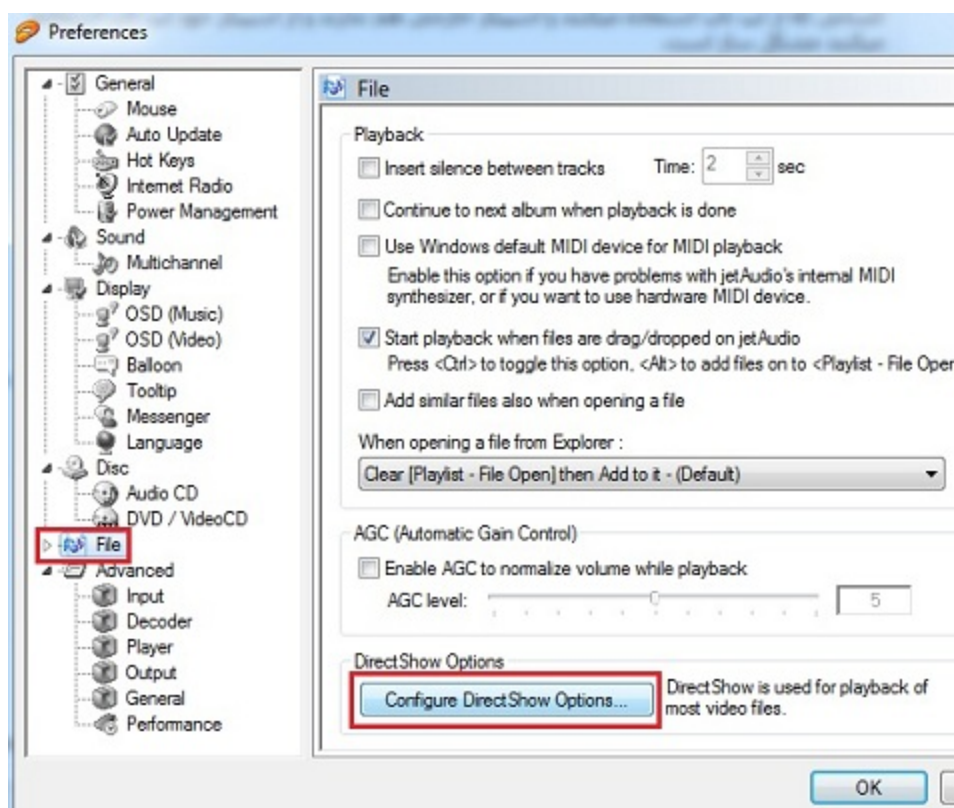 Preferences
General
Mouse
Auto Update
Hot Keys
Internet Radio
Power Management
Sound
Multichannel
Display
OSD (Music)
OSD (Video)
Balloon
Tooltip
Messenger
Language
Disc
Audio CD
DVD / VideoCD
File
Advanced
Input
Decoder
Player
Output
General
Performance
File
Playback
Insert silence between tracks Time: 2 sec
Continue to next album when playback is done
Use Windows default MIDI device for MIDI playback
Enable this option if you have problems with jetAudio's internal MIDI
synthesizer, or if you want to use hardware MIDI device.
Start playback when files are drag/dropped on jetAudio
Press <Ctrl> to toggle this option, <Alt> to add files on to <Playlist - File Open
Add similar files also when opening a file
When opening a file from Explorer :
Clear [Playlist - File Open] then Add to it - (Default)
AGC (Automatic Gain Control)
Enable AGC to normalize volume while playback
AGC level: 5
DirectShow Options
Configure DirectShow Options...
DirectShow is used for playback of
most video files.
OK